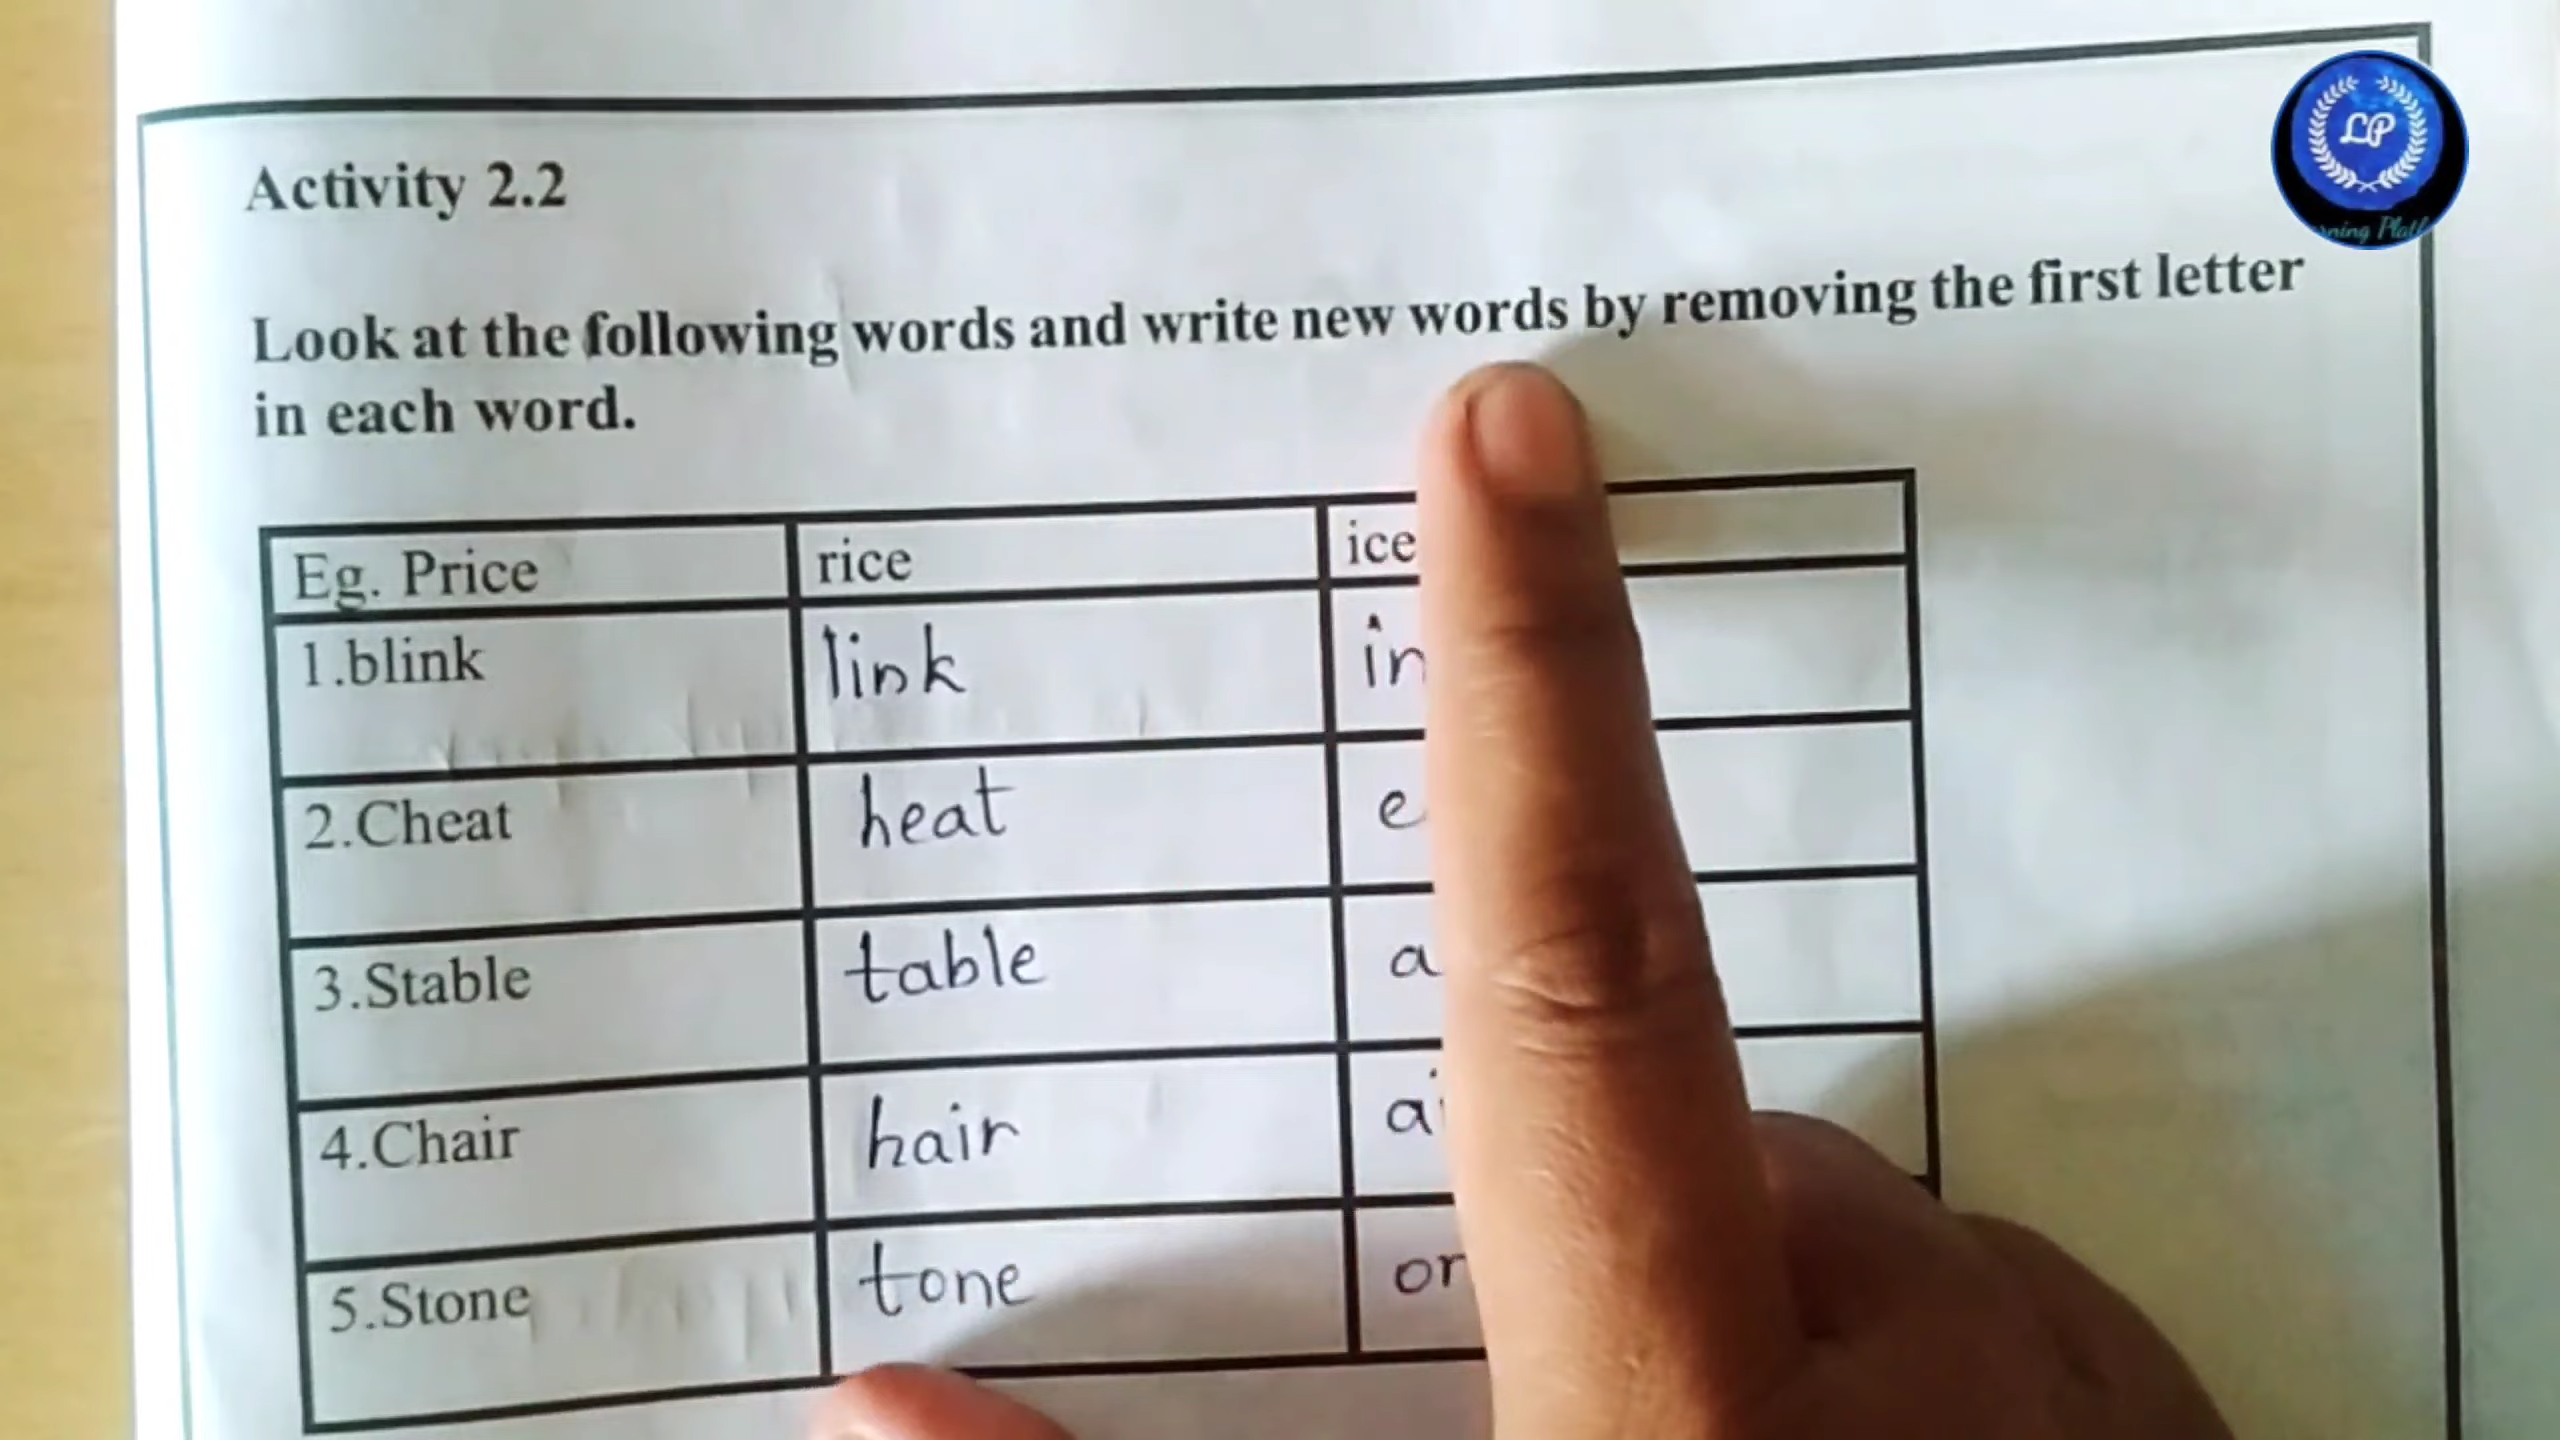 LP
Activity 2.2
Look at the following words and write new words by removing the first letter
in each word.
Eg. Price rice ice
1.blink link
2.Cheat heat
3.Stable table
4.Chair hair
5.Stone tone